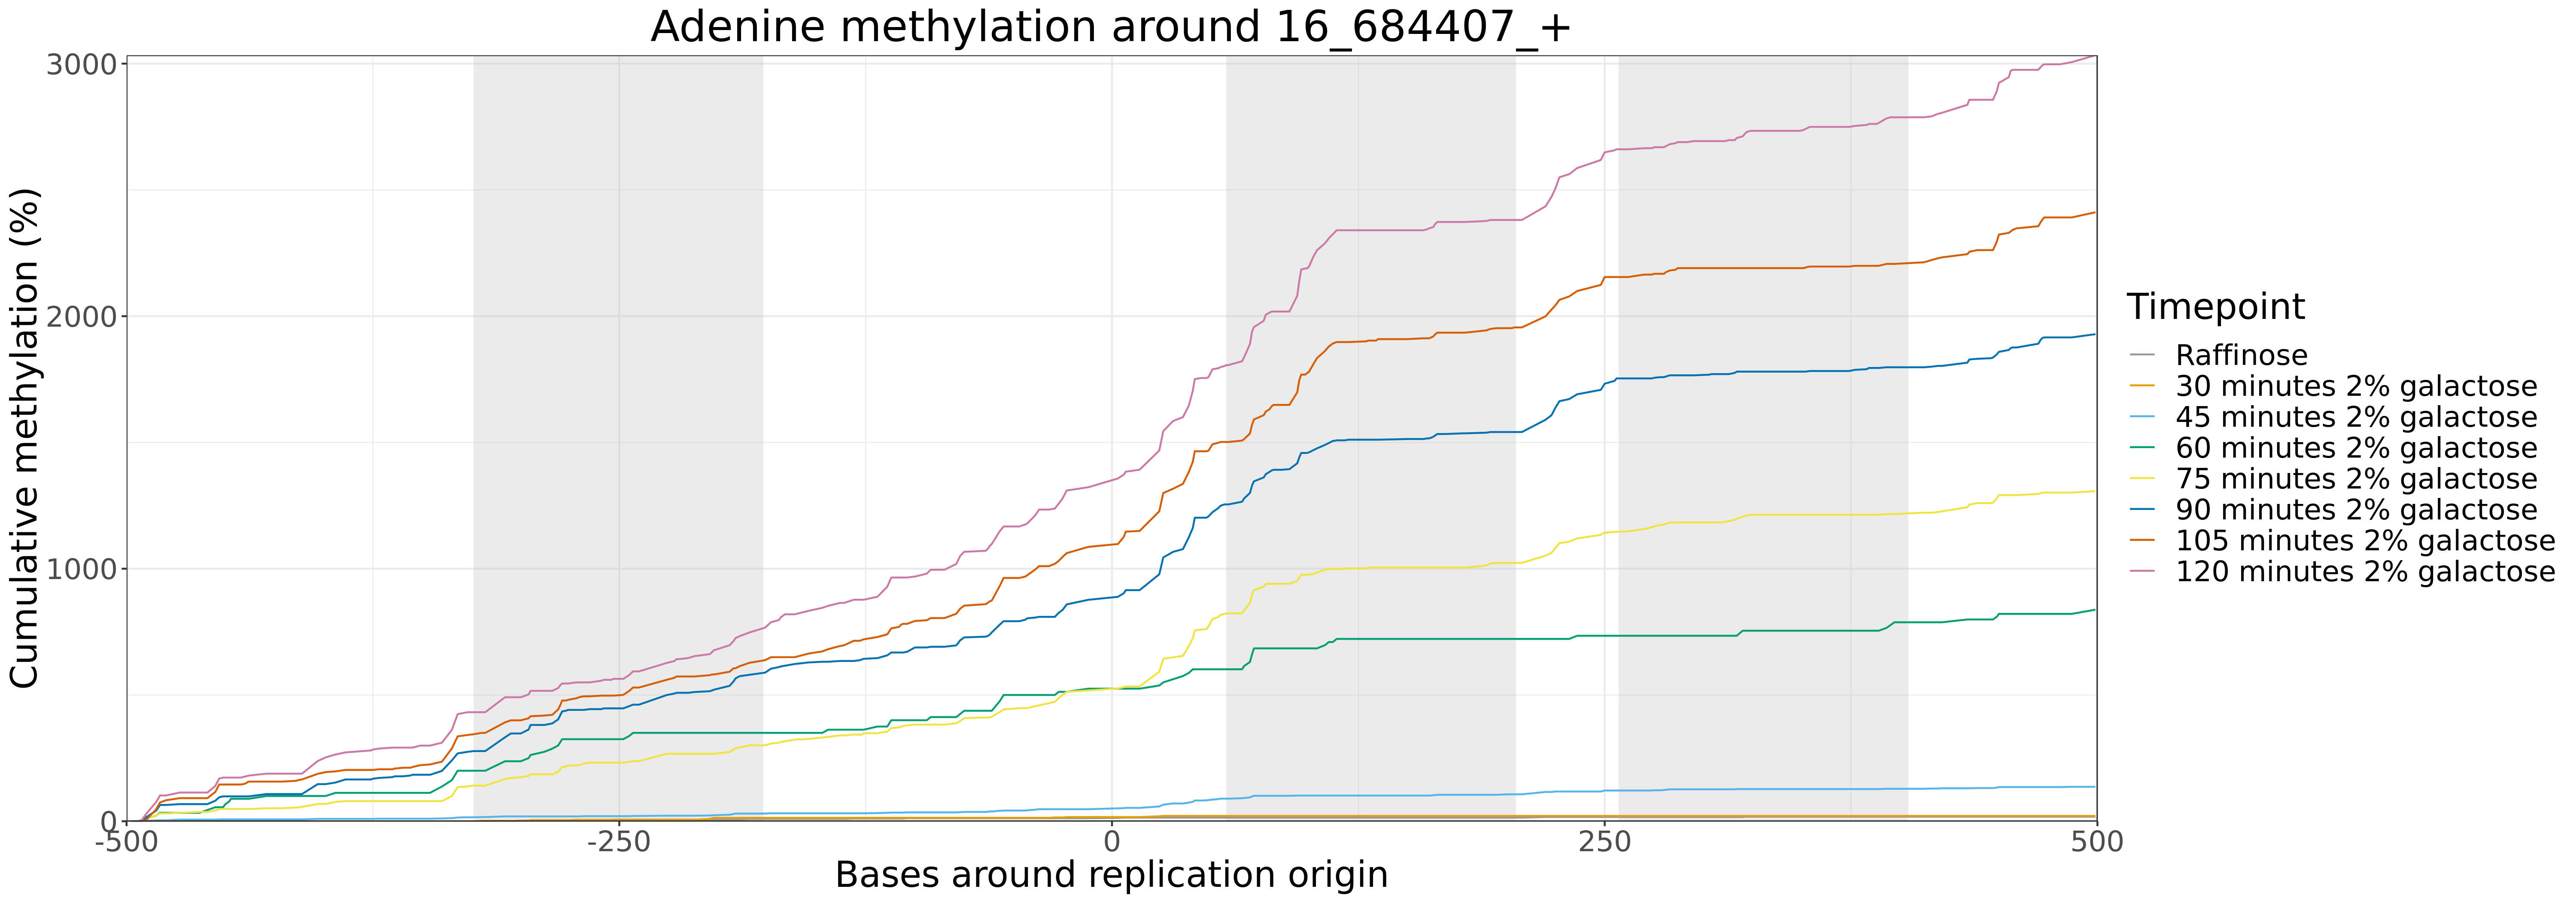 Adenine methylation around 16_684407_+
Cumulative methylation (%)
3000
2000
1000
0
-500
-250
0
250
500
Bases around replication origin
Timepoint
Raffinose
30 minutes 2% galactose
45 minutes 2% galactose
60 minutes 2% galactose
75 minutes 2% galactose
90 minutes 2% galactose
105 minutes 2% galactose
120 minutes 2% galactose